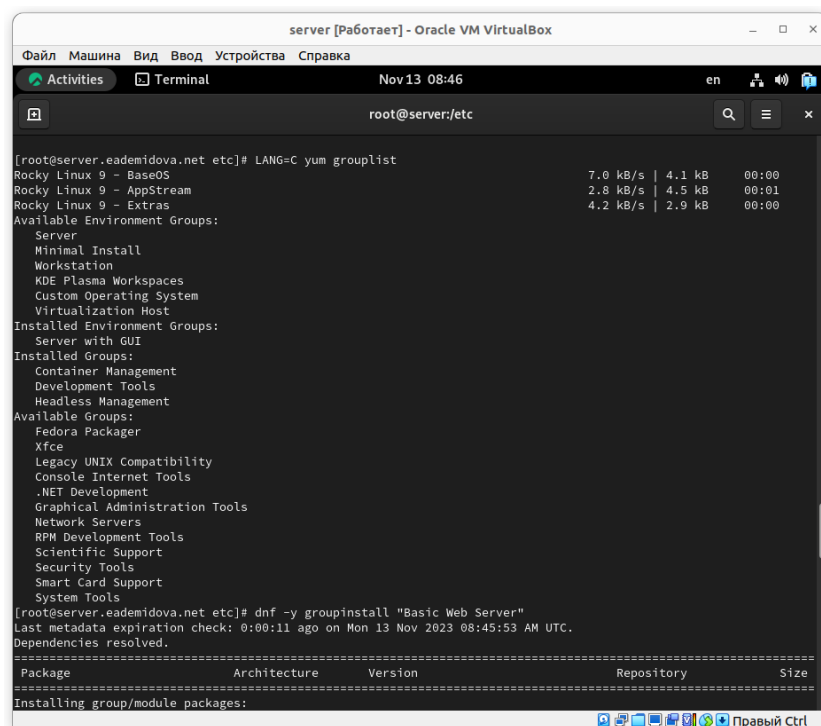 server [Работает] - Oracle VM VirtualBox
Файл Машина Вид Ввод Устройства Справка
Activities Terminal Nov 13 08:46 en
root@server:/etc
[root@server.eademidova.net etc]# LANG=C yum grouplist
Rocky Linux 9 - BaseOS 7.0 kB/s | 4.1 kB 00:00
Rocky Linux 9 - AppStream 2.8 kB/s | 4.5 kB 00:01
Rocky Linux 9 - Extras 4.2 kB/s | 2.9 kB 00:00
Available Environment Groups:
Server
Minimal Install
Workstation
KDE Plasma Workspaces
Custom Operating System
Virtualization Host
Installed Environment Groups:
Server with GUI
Installed Groups:
Container Management
Development Tools
Headless Management
Available Groups:
Fedora Packager
Xfce
Legacy UNIX Compatibility
Console Internet Tools
.NET Development
Graphical Administration Tools
Network Servers
RPM Development Tools
Scientific Support
Security Tools
Smart Card Support
System Tools
[root@server.eademidova.net etc]# dnf -y groupinstall "Basic Web Server"
Last metadata expiration check: 0:00:11 ago on Mon 13 Nov 2023 08:45:53 AM UTC.
Dependencies resolved.
================================================================================
Package Architecture Version Repository Size
================================================================================
Installing group/module packages:
Правый Ctrl